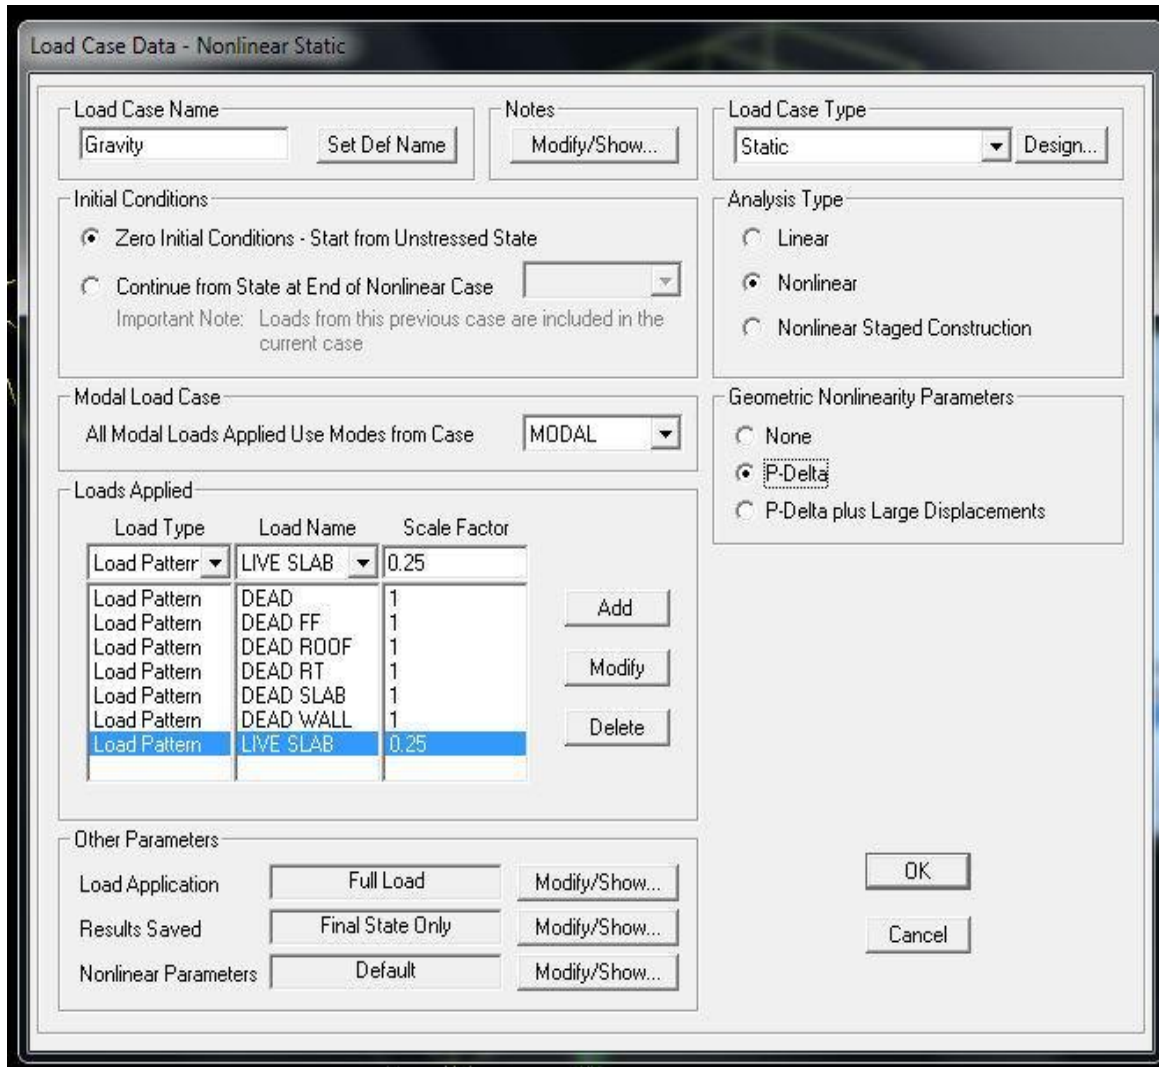 Load Case Data - Nonlinear Static
Load Case Name
Gravity
Set Def Name
Notes
Modify/Show...
Load Case Type
Static
Design...
Initial Conditions
Zero Initial Conditions - Start from Unstressed State
Continue from State at End of Nonlinear Case
Important Note: Loads from this previous case are included in the
current case
Analysis Type
Linear
Nonlinear
Nonlinear Staged Construction
Modal Load Case
All Modal Loads Applied Use Modes from Case
MODAL
Geometric Nonlinearity Parameters
None
P-Delta
P-Delta plus Large Displacements
Loads Applied
Load Type Load Name Scale Factor
Load Pattern LIVE SLAB 0.25
Load Pattern DEAD 1
Load Pattern DEAD FF 1
Load Pattern DEAD ROOF 1
Load Pattern DEAD RT 1
Load Pattern DEAD SLAB 1
Load Pattern DEAD WALL 1
Load Pattern LIVE SLAB 0.25
Add
Modify
Delete
Other Parameters
Load Application Full Load Modify/Show...
Results Saved Final State Only Modify/Show...
Nonlinear Parameters Default Modify/Show...
OK
Cancel